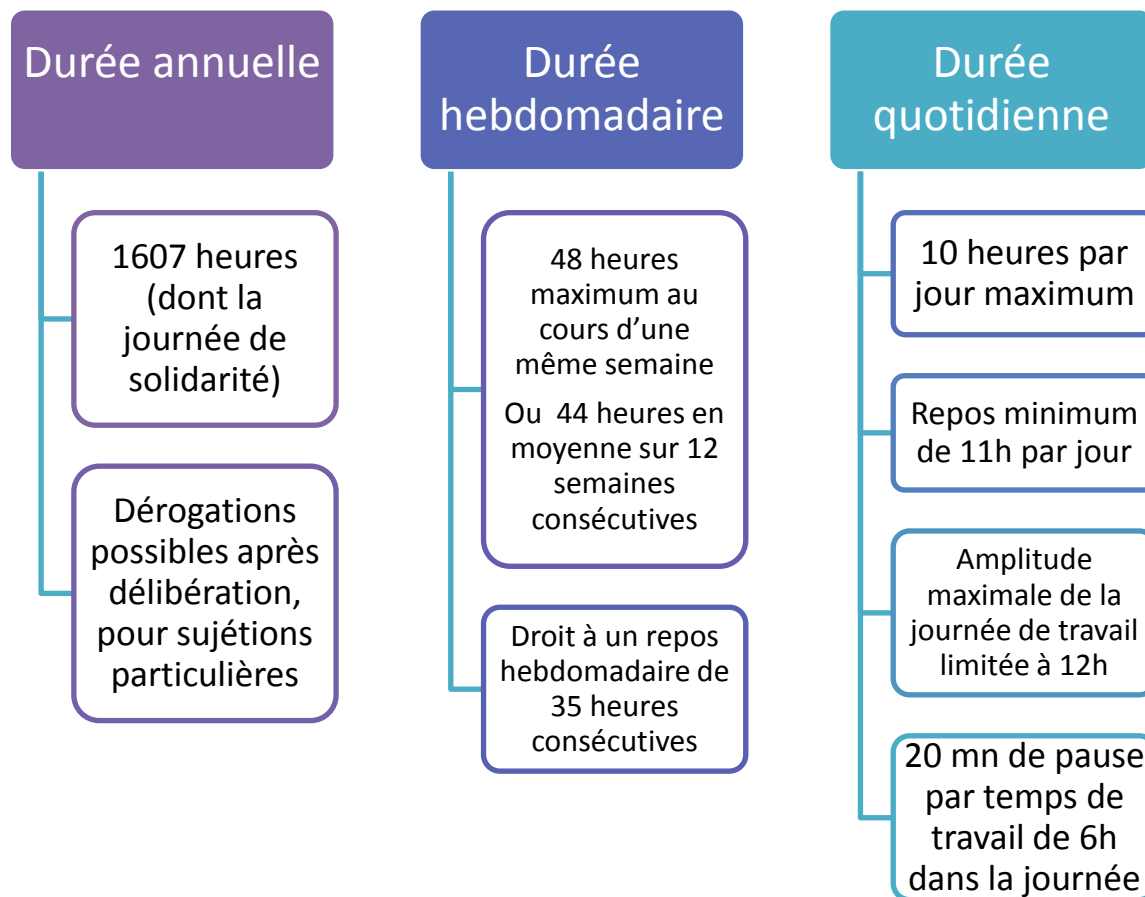 Durée annuelle
1607 heures
(dont la
journée de
solidarité)
Dérogations
possibles après
délibération,
pour sujétions
particulières
Durée
hebdomadaire
48 heures
maximum au
cours d’une
même semaine
Ou 44 heures en
moyenne sur 12
semaines
consécutives
Droit à un repos
hebdomadaire de
35 heures
consécutives
Durée
quotidienne
10 heures par
jour maximum
Repos minimum
de 11h par jour
Amplitude
maximale de la
journée de travail
limitée à 12h
20 mn de pause
par temps de
travail de 6h
dans la journée